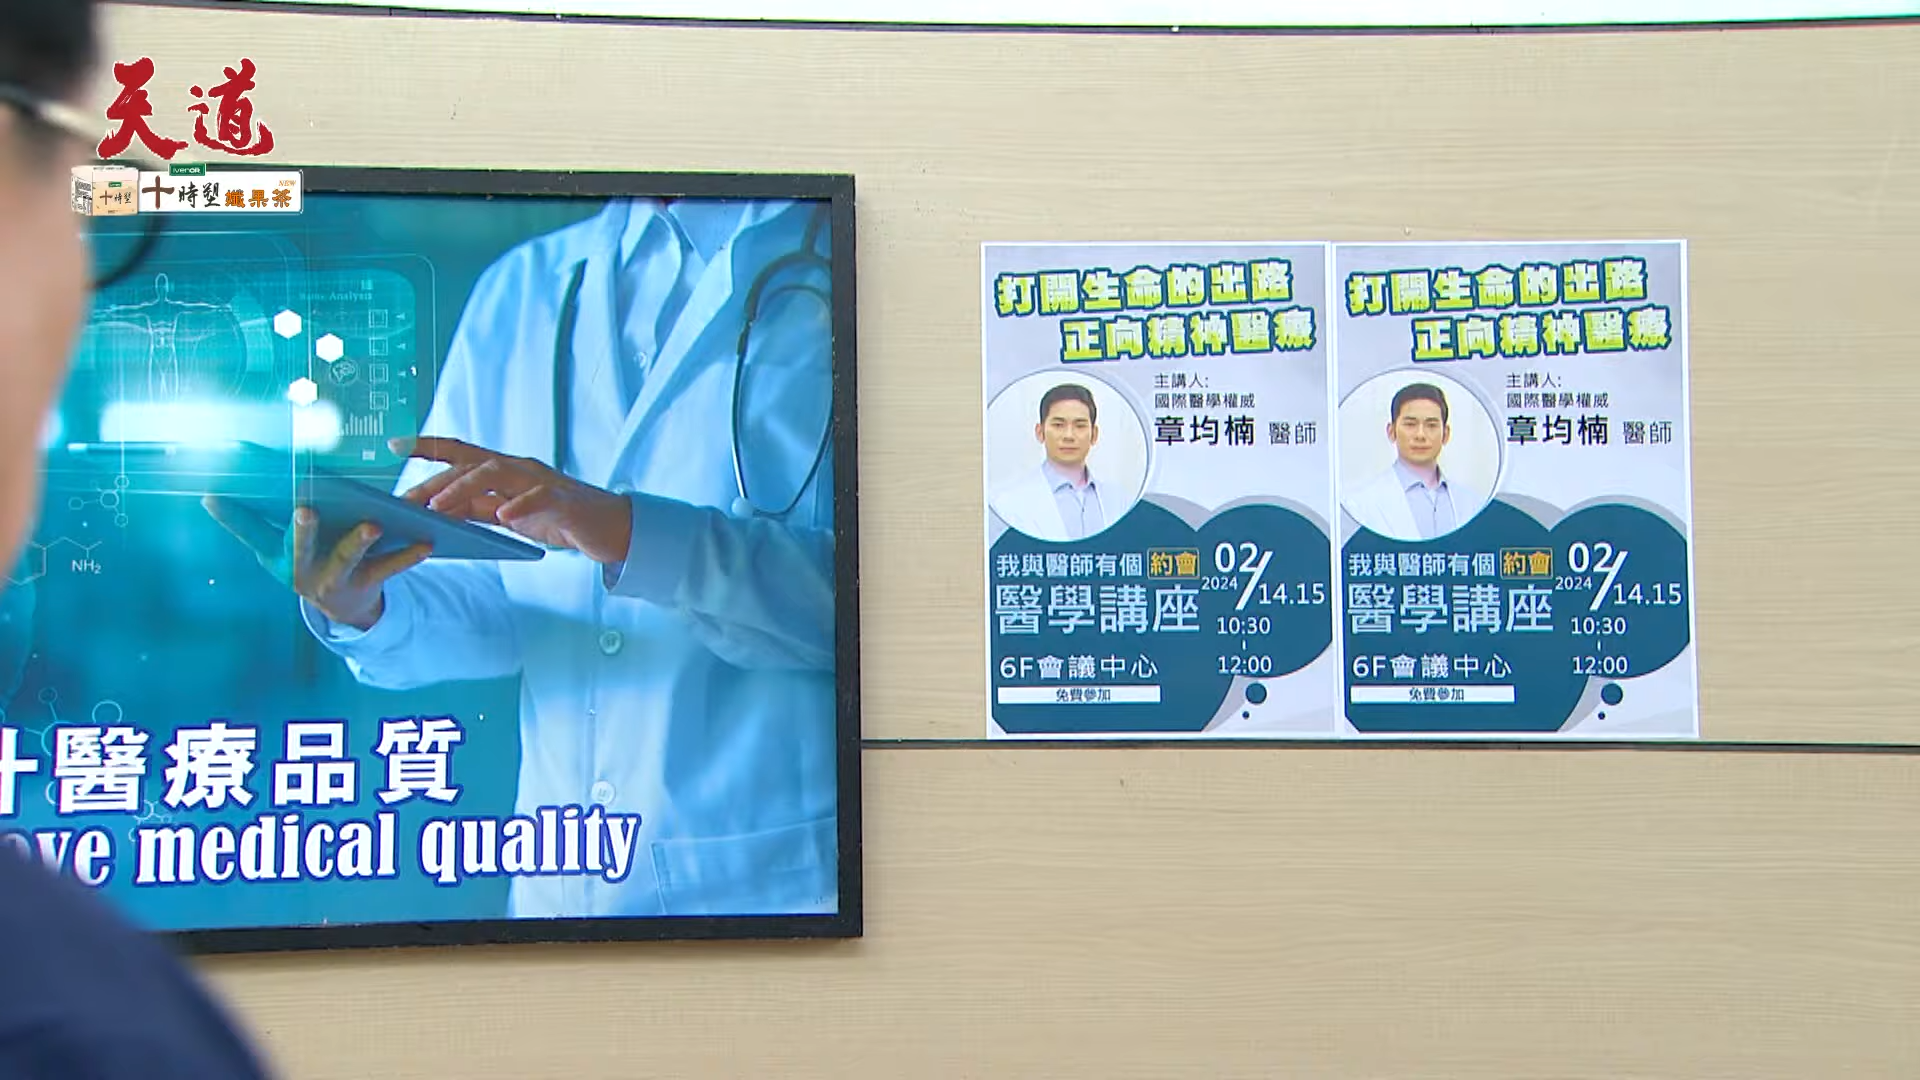 天道
ivenOR
十時塑
十時塑纖果茶
NEW
Analysis
NH₂
升醫療品質
ove medical quality
打開生命的出路
正向精神醫療
主講人:
國際醫學權威
章均楠 醫師
我與醫師有個約會
醫學講座
2024
02/14.15
10:30
12:00
6F會議中心
免費參加
打開生命的出路
正向精神醫療
主講人:
國際醫學權威
章均楠 醫師
我與醫師有個約會
醫學講座
2024
02/14.15
10:30
12:00
6F會議中心
免費參加